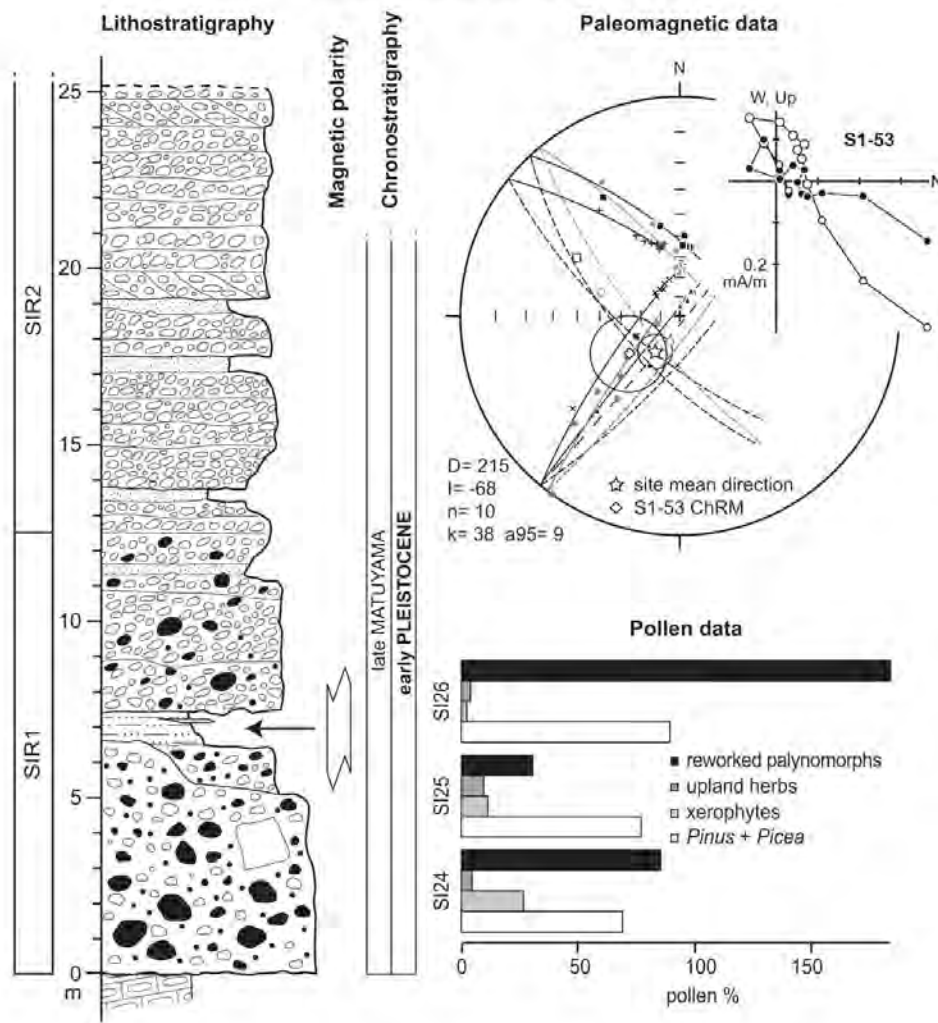 Lithostratigraphy
Magnetic polarity
Chronostratigraphy
Paleomagnetic data
25
20
15
10
5
0
m
SIR2
SIR1
late MATUYAMA
early PLEISTOCENE
N
W, Up
S1-53
N
0.2
mA/m
D= 215
I= -68
n= 10
k= 38 a95= 9
site mean direction
S1-53 ChRM
Pollen data
SI26
SI25
SI24
reworked palynomorphs
upland herbs
xerophytes
Pinus + Picea
0 50 100 150
pollen %